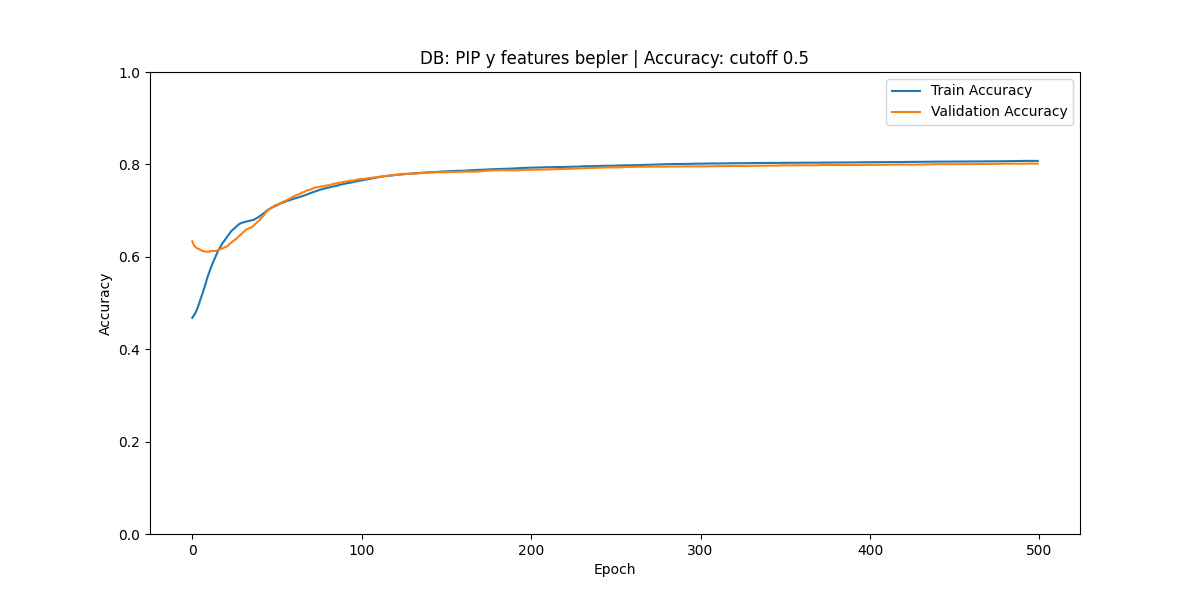 DB: PIP y features bepler | Accuracy: cutoff 0.5
Train Accuracy
Validation Accuracy
1.0
0.8
0.6
0.4
0.2
0.0
Accuracy
0 100 200 300 400 500
Epoch